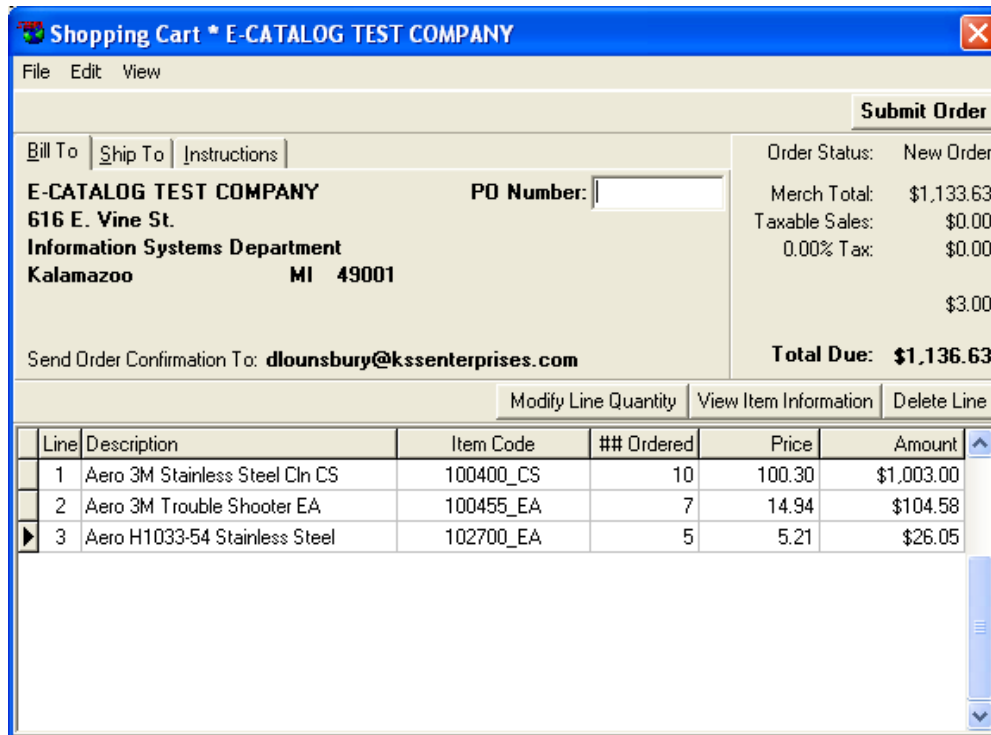 Shopping Cart * E-CATALOG TEST COMPANY
File Edit View
Submit Order
Bill To Ship To Instructions
E-CATALOG TEST COMPANY PO Number:
616 E. Vine St.
Information Systems Department
Kalamazoo MI 49001
Send Order Confirmation To: dlounsbury@kssenterprises.com
Order Status: New Order
Merch Total: $1,133.63
Taxable Sales: $0.00
0.00% Tax: $0.00
$3.00
Total Due: $1,136.63
Modify Line Quantity View Item Information Delete Line
Line Description Item Code ## Ordered Price Amount
1 Aero 3M Stainless Steel Cln CS 100400_CS 10 100.30 $1,003.00
2 Aero 3M Trouble Shooter EA 100455_EA 7 14.94 $104.58
3 Aero H1033-54 Stainless Steel 102700_EA 5 5.21 $26.05